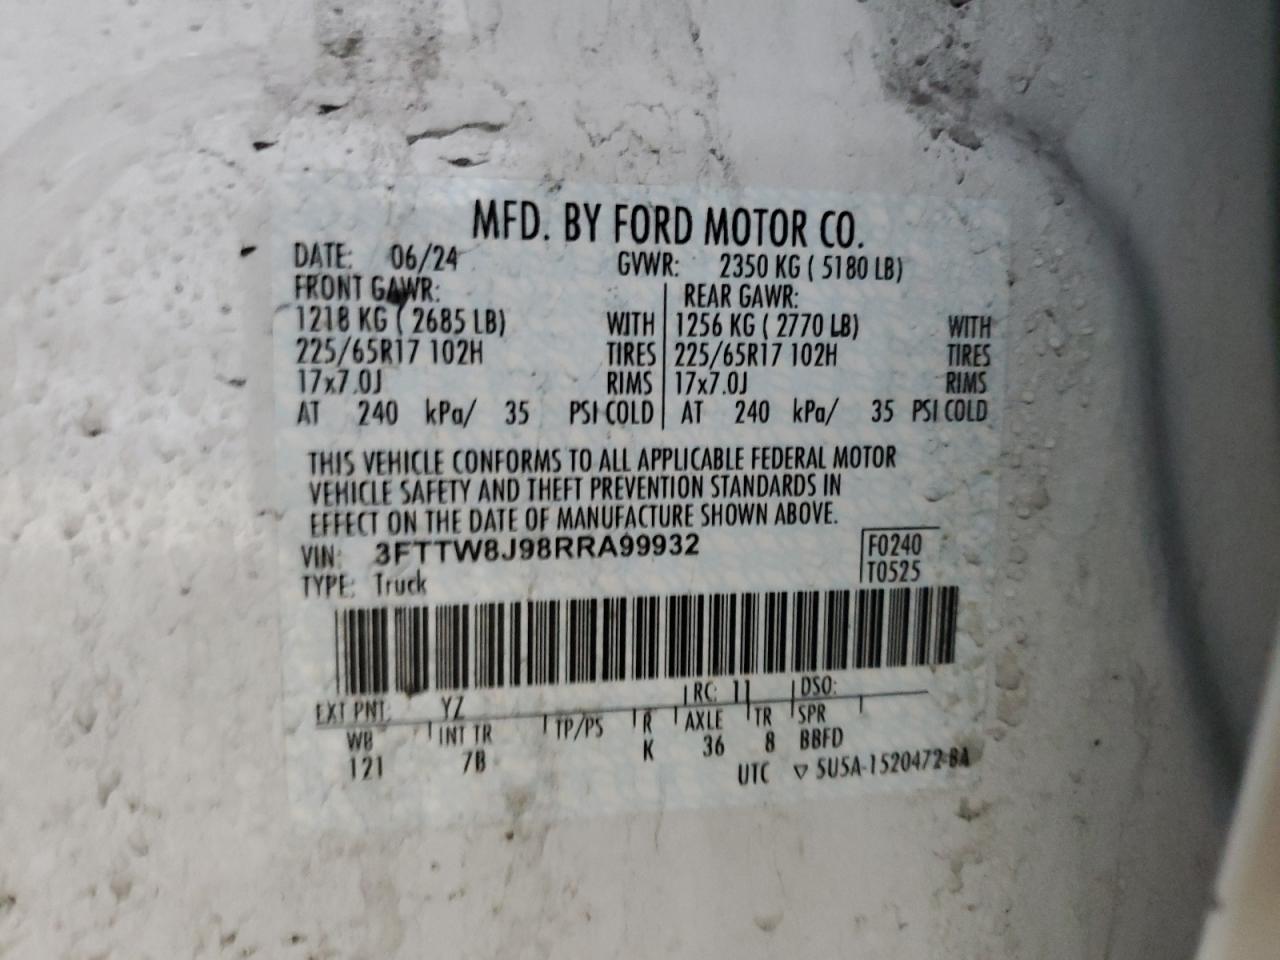 MFD. BY FORD MOTOR CO.
DATE: 06/24 GVWR: 2350 KG ( 5180 LB)
FRONT GAWR: REAR GAWR:
1218 KG ( 2685 LB) WITH 1256 KG ( 2770 LB) WITH
225/65R17 102H TIRES 225/65R17 102H TIRES
17x7.0J RIMS 17x7.0J RIMS
AT 240 kPa/ 35 PSI COLD AT 240 kPa/ 35 PSI COLD
THIS VEHICLE CONFORMS TO ALL APPLICABLE FEDERAL MOTOR
VEHICLE SAFETY AND THEFT PREVENTION STANDARDS IN
EFFECT ON THE DATE OF MANUFACTURE SHOWN ABOVE.
VIN: 3FTTW8J98RRA99932 F0240
TYPE: Truck T0525
EXT PNT: YZ RC: 11 DSO:
WB INT TR TP/PS R AXLE TR SPR
121 7B K 36 8 BBFD
UTC ▽ 5U5A-1520472-BA